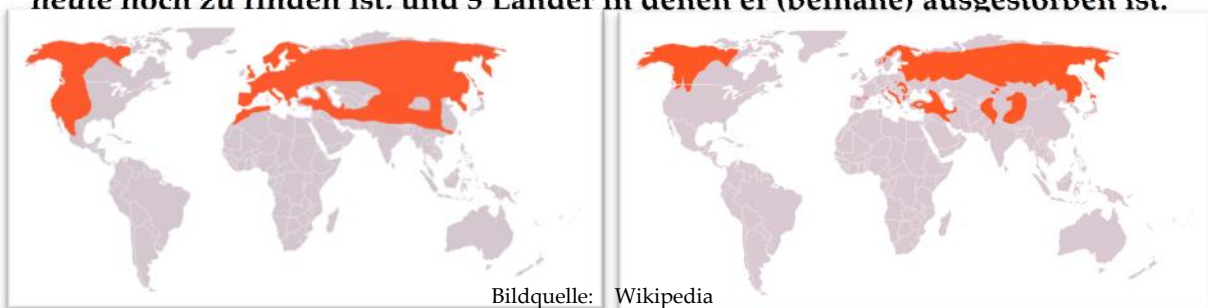 heute noch zu finden ist, und 5 Länder in denen er (beinahe) ausgestorben ist.
Bildquelle: Wikipedia